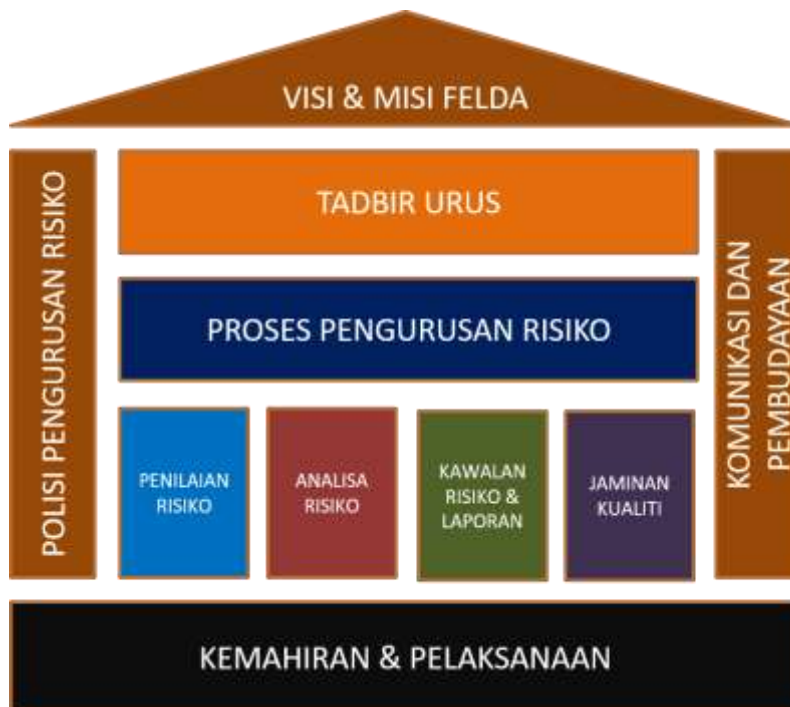 VISI & MISI FELDA
POLISI PENGURUSAN RISIKO
TADBIR URUS
PROSES PENGURUSAN RISIKO
PENILAIAN
RISIKO
ANALISA
RISIKO
KAWALAN
RISIKO &
LAPORAN
JAMINAN
KUALITI
KOMUNIKASI DAN
PEMBUDAYAAN
KEMAHIRAN & PELAKSANAAN